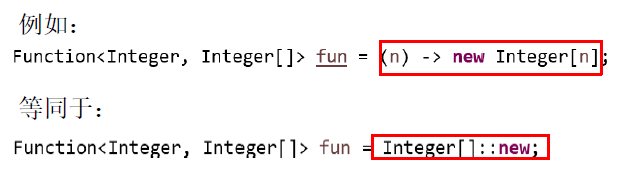 例如：
Function<Integer, Integer[]> fun = (n) -> new Integer[n];
等同于：
Function<Integer, Integer[]> fun = Integer[]::new;